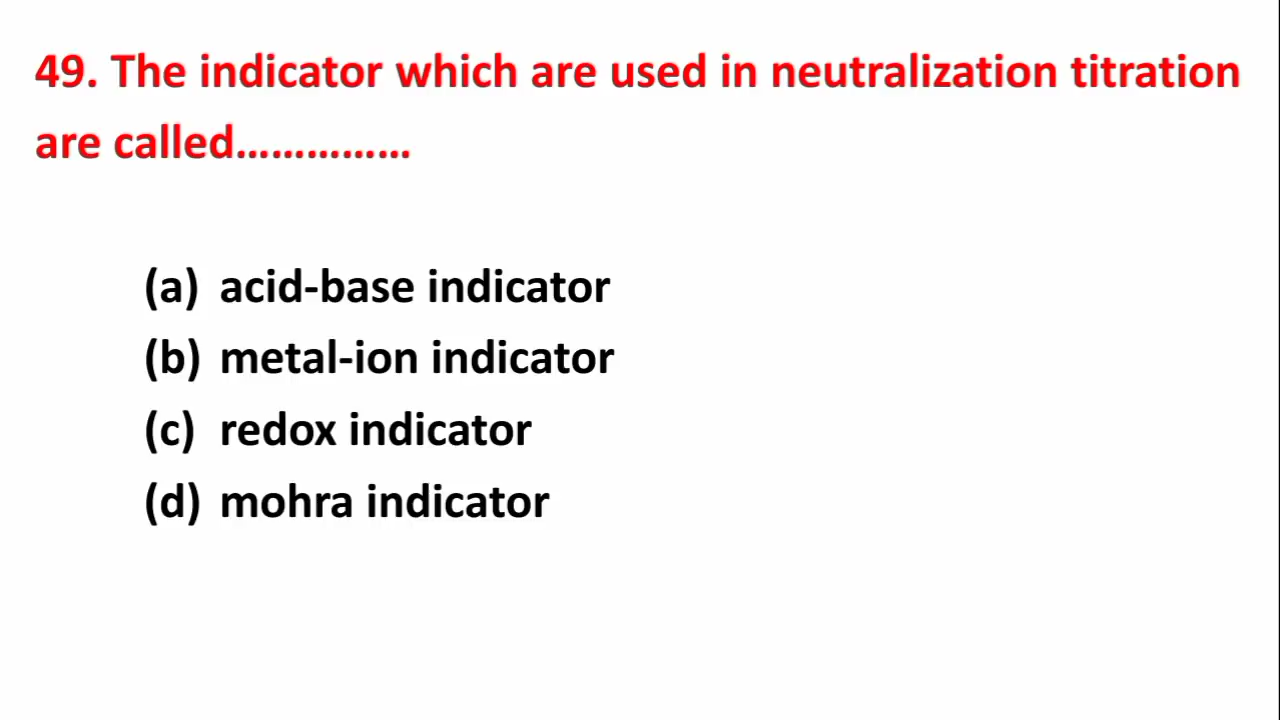 49. The indicator which are used in neutralization titration
are called……………
(a) acid-base indicator
(b) metal-ion indicator
(c) redox indicator
(d) mohra indicator